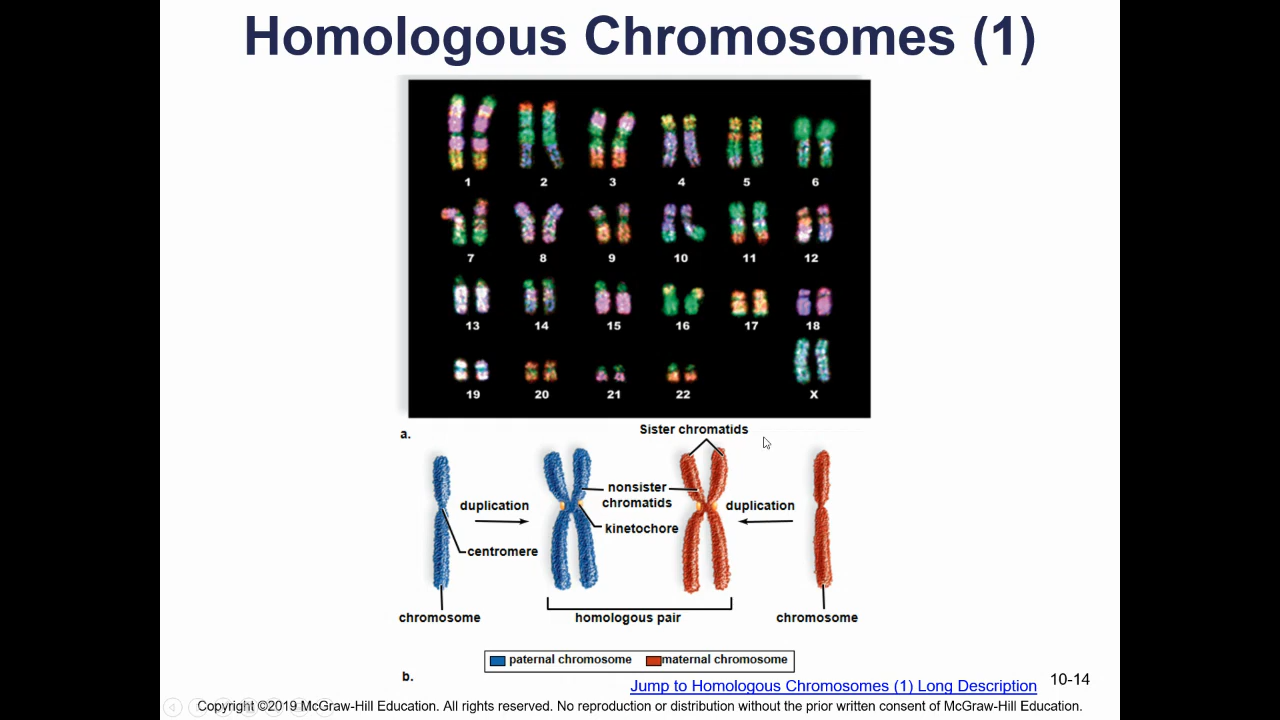 Homologous Chromosomes (1)
1 2 3 4 5 6
7 8 9 10 11 12
13 14 15 16 17 18
19 20 21 22 X
a.
Sister chromatids
duplication
nonsister
chromatids
duplication
kinetochore
centromere
chromosome
homologous pair
chromosome
paternal chromosome maternal chromosome
b.
Jump to Homologous Chromosomes (1) Long Description
10-14
Copyright ©2019 McGraw-Hill Education. All rights reserved. No reproduction or distribution without the prior written consent of McGraw-Hill Education.